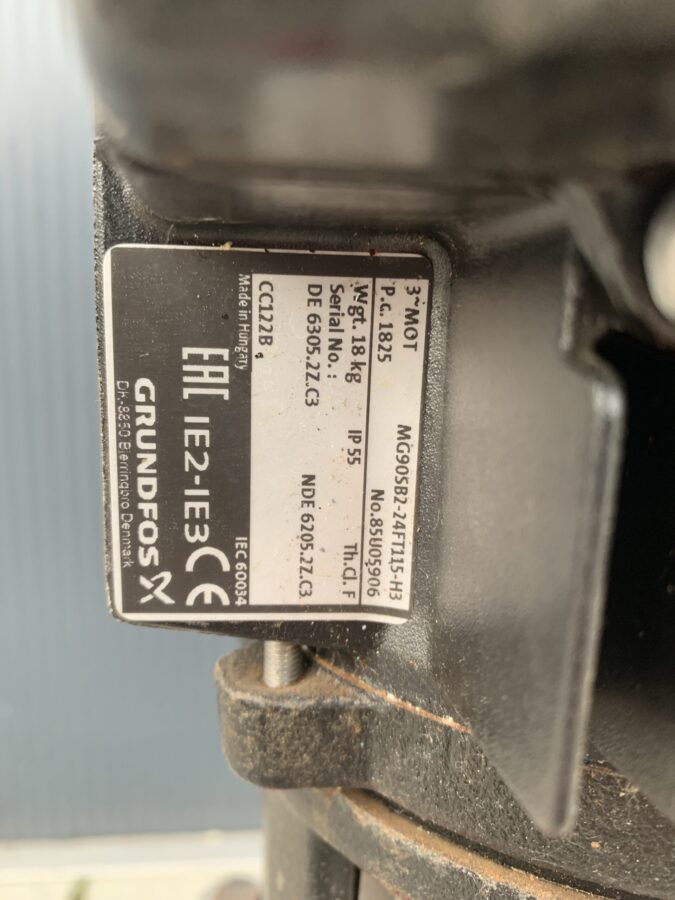 3~MOT MG90SB2-24FT115-H3
P.c. 1825 No.85U05906
Wgt. 18 kg IP 55 Th.Cl. F
Serial No. :
DE 6305.2Z.C3 NDE 6205.2Z.C3
CC122B
Made in Hungary IEC 60034
EAC IE2-IE3 CE
GRUNDFOS
DK-8850 Bjerringbro Denmark